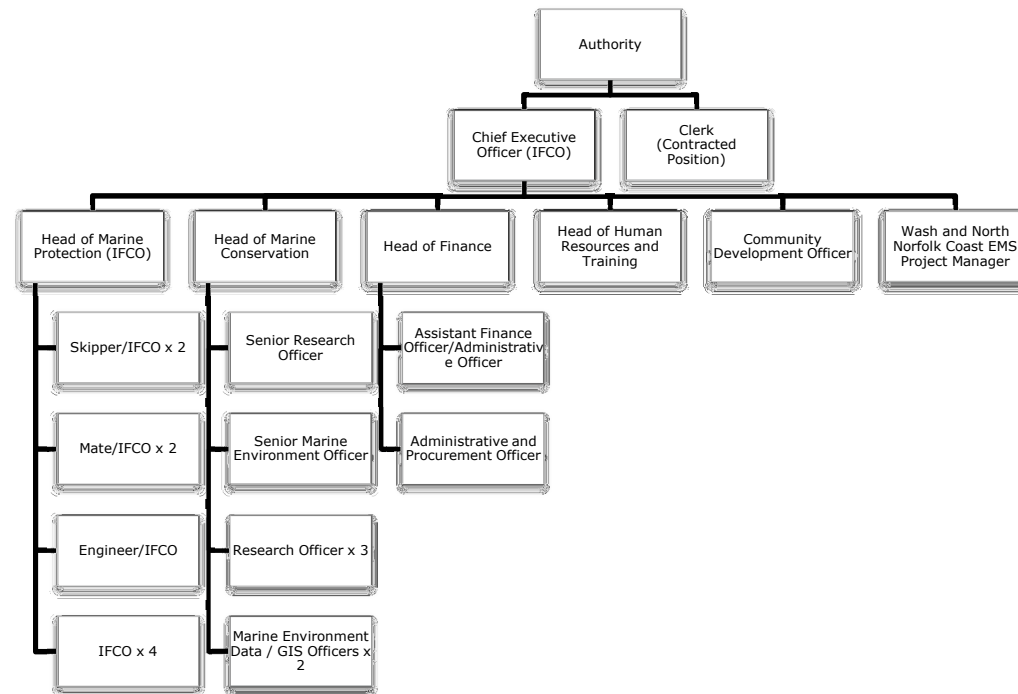 Authority
Chief Executive
Officer (IFCO)
Clerk
(Contracted
Position)
Head of Marine
Protection (IFCO)
Head of Marine
Conservation
Head of Finance
Head of Human
Resources and
Training
Community
Development Officer
Wash and North
Norfolk Coast EMS
Project Manager
Skipper/IFCO x 2
Senior Research
Officer
Assistant Finance
Officer/Administrativ
e Officer
Mate/IFCO x 2
Senior Marine
Environment Officer
Administrative and
Procurement Officer
Engineer/IFCO
Research Officer x 3
IFCO x 4
Marine Environment
Data / GIS Officers x
2